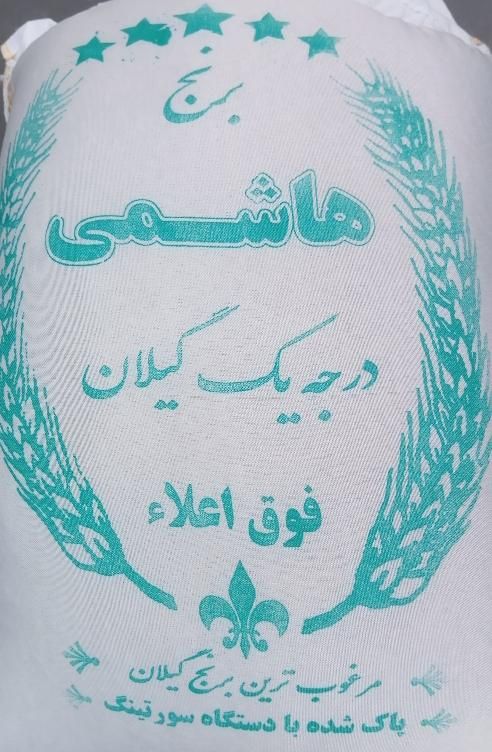 برنج
هاشمی
درجه یک گیلان
فوق اعلاء
مرغوب ترین برنج گیلان
پاک شده با دستگاه سورتینگ